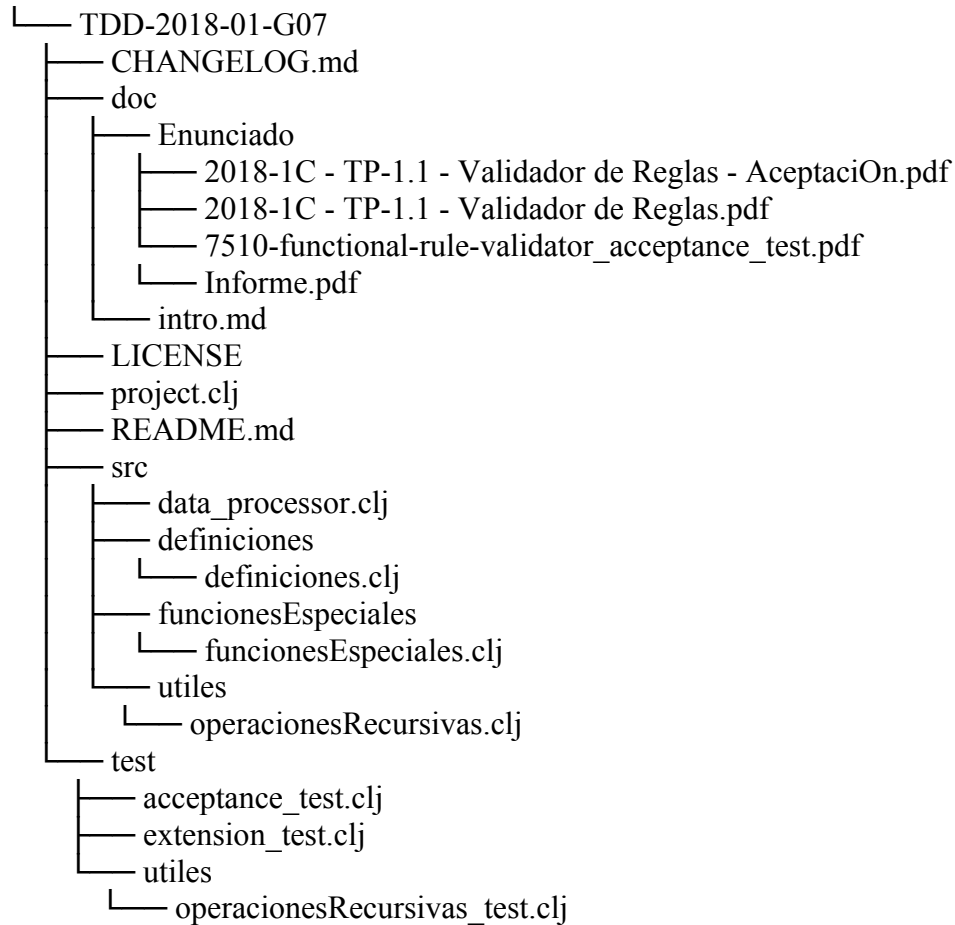 └── TDD-2018-01-G07
├── CHANGELOG.md
├── doc
│ ├── Enunciado
│ │ ├── 2018-1C - TP-1.1 - Validador de Reglas - AceptaciOn.pdf
│ │ ├── 2018-1C - TP-1.1 - Validador de Reglas.pdf
│ │ └── 7510-functional-rule-validator_acceptance_test.pdf
│ │ └── Informe.pdf
│ └── intro.md
├── LICENSE
├── project.clj
├── README.md
├── src
│ ├── data_processor.clj
│ ├── definiciones
│ │ └── definiciones.clj
│ ├── funcionesEspeciales
│ │ └── funcionesEspeciales.clj
│ └── utiles
│ └── operacionesRecursivas.clj
└── test
├── acceptance_test.clj
├── extension_test.clj
└── utiles
└── operacionesRecursivas_test.clj